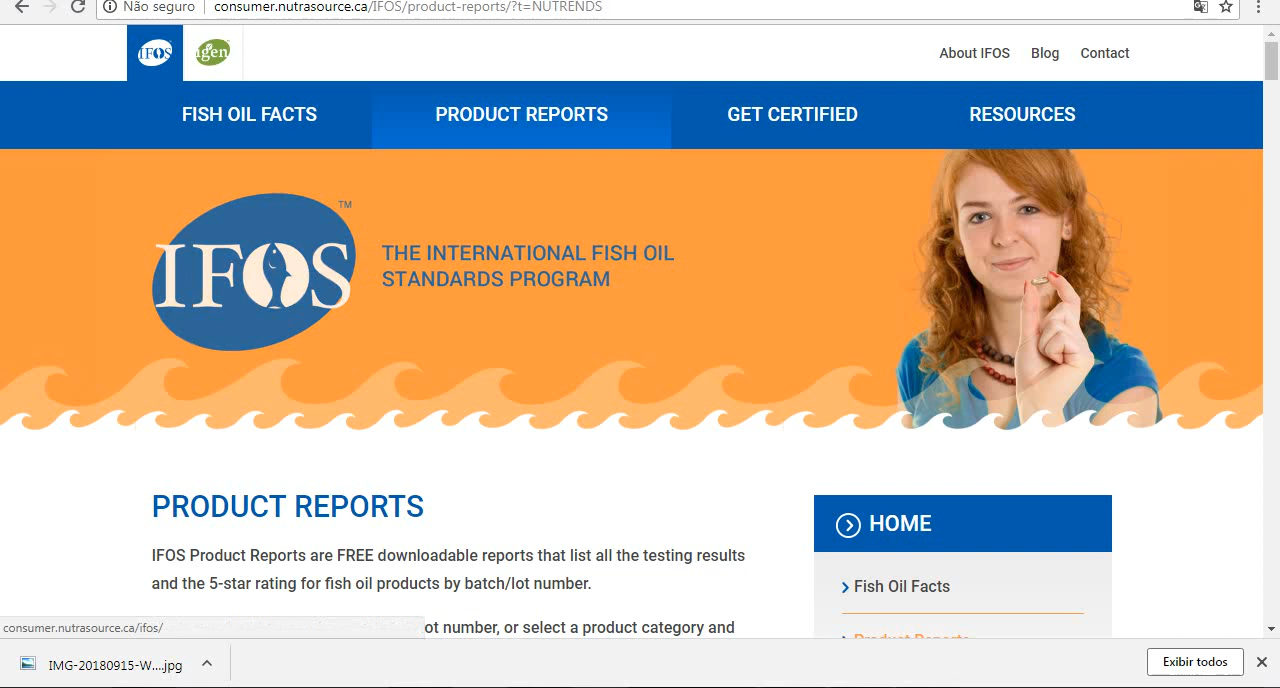 Não seguro
consumer.nutrasource.ca/IFOS/product-reports/?t=NUTRENDS
IFOS
igen
About IFOS
Blog
Contact
FISH OIL FACTS
PRODUCT REPORTS
GET CERTIFIED
RESOURCES
IFOS
TM
THE INTERNATIONAL FISH OIL
STANDARDS PROGRAM
PRODUCT REPORTS
IFOS Product Reports are FREE downloadable reports that list all the testing results
and the 5-star rating for fish oil products by batch/lot number.
ot number, or select a product category and
HOME
Fish Oil Facts
Product Reports
consumer.nutrasource.ca/ifos/
IMG-20180915-W....jpg
Exibir todos